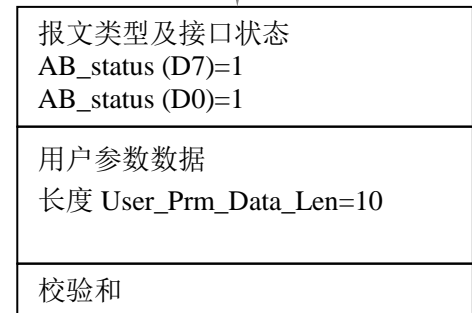 报文类型及接口状态
AB_status (D7)=1
AB_status (D0)=1
用户参数数据
长度 User_Prm_Data_Len=10
校验和